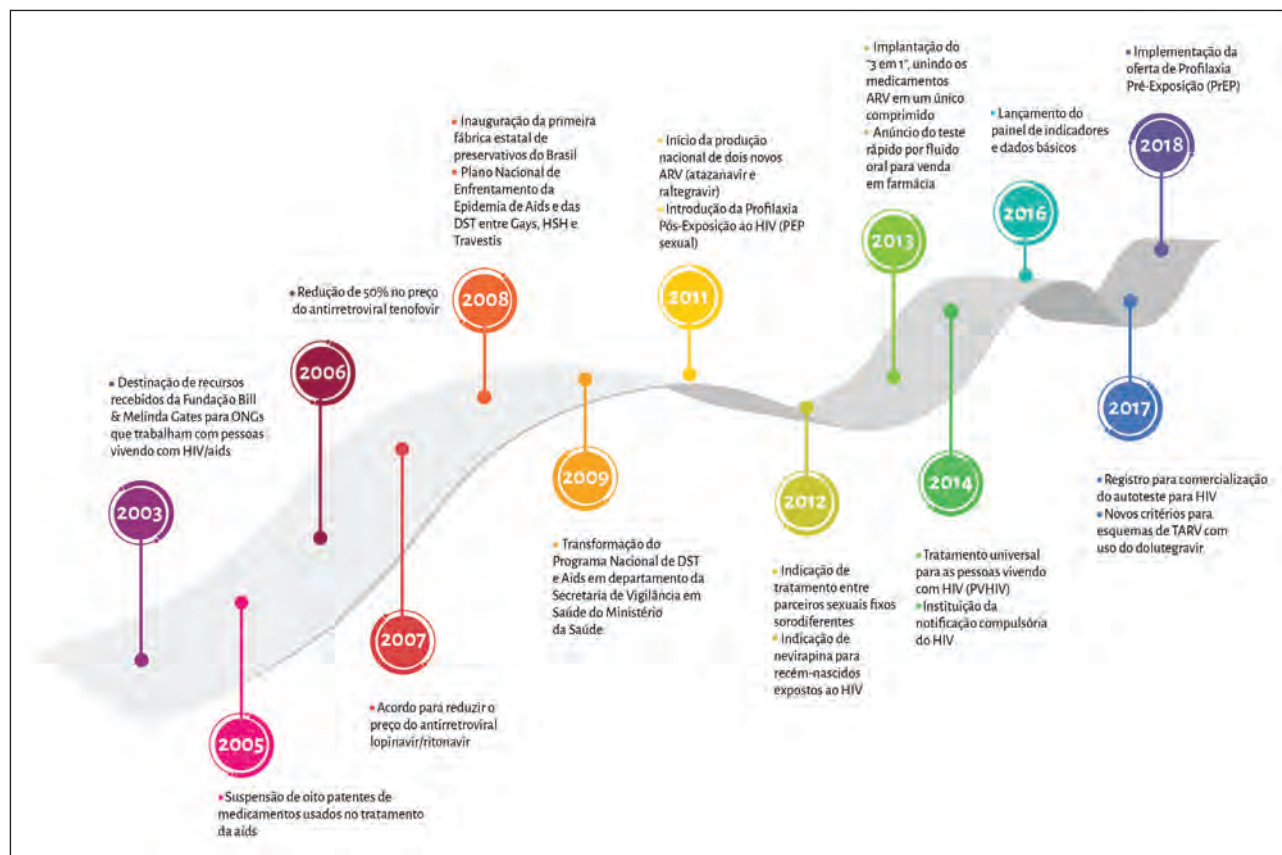 2003
• Destinação de recursos
recebidos da Fundação Bill
& Melinda Gates para ONGs
que trabalham com pessoas
vivendo com HIV/aids
2005
• Suspensão de oito patentes de
medicamentos usados no tratamento
da aids
2006
• Redução de 50% no preço
do antirretroviral tenofovir
2007
• Acordo para reduzir o
preço do antirretroviral
lopinavir/ritonavir
2008
• Inauguração da primeira
fábrica estatal de
preservativos do Brasil
• Plano Nacional de
Enfrentamento da
Epidemia de Aids e das
DST entre Gays, HSH e
Travestis
2009
• Transformação do
Programa Nacional de DST
e Aids em departamento da
Secretaria de Vigilância em
Saúde do Ministério
da Saúde
2011
• Início da produção
nacional de dois novos
ARV (atazanavir e
raltegravir)
• Introdução da Profilaxia
Pós-Exposição ao HIV (PEP
sexual)
2012
• Indicação de
tratamento entre
parceiros sexuais fixos
sorodiferentes
• Indicação de
nevirapina para
recém-nascidos
expostos ao HIV
2013
• Implantação do
"3 em 1", unindo os
medicamentos
ARV em um único
comprimido
• Anúncio do teste
rápido por fluido
oral para venda
em farmácia
2014
• Tratamento universal
para as pessoas vivendo
com HIV (PVHIV)
• Instituição da
notificação compulsória
do HIV
2016
• Lançamento do
painel de indicadores
e dados básicos
2017
• Registro para comercialização
do autoteste para HIV
• Novos critérios para
esquemas de TARV com
uso do dolutegravir
2018
• Implementação da
oferta de Profilaxia
Pré-Exposição (PrEP)